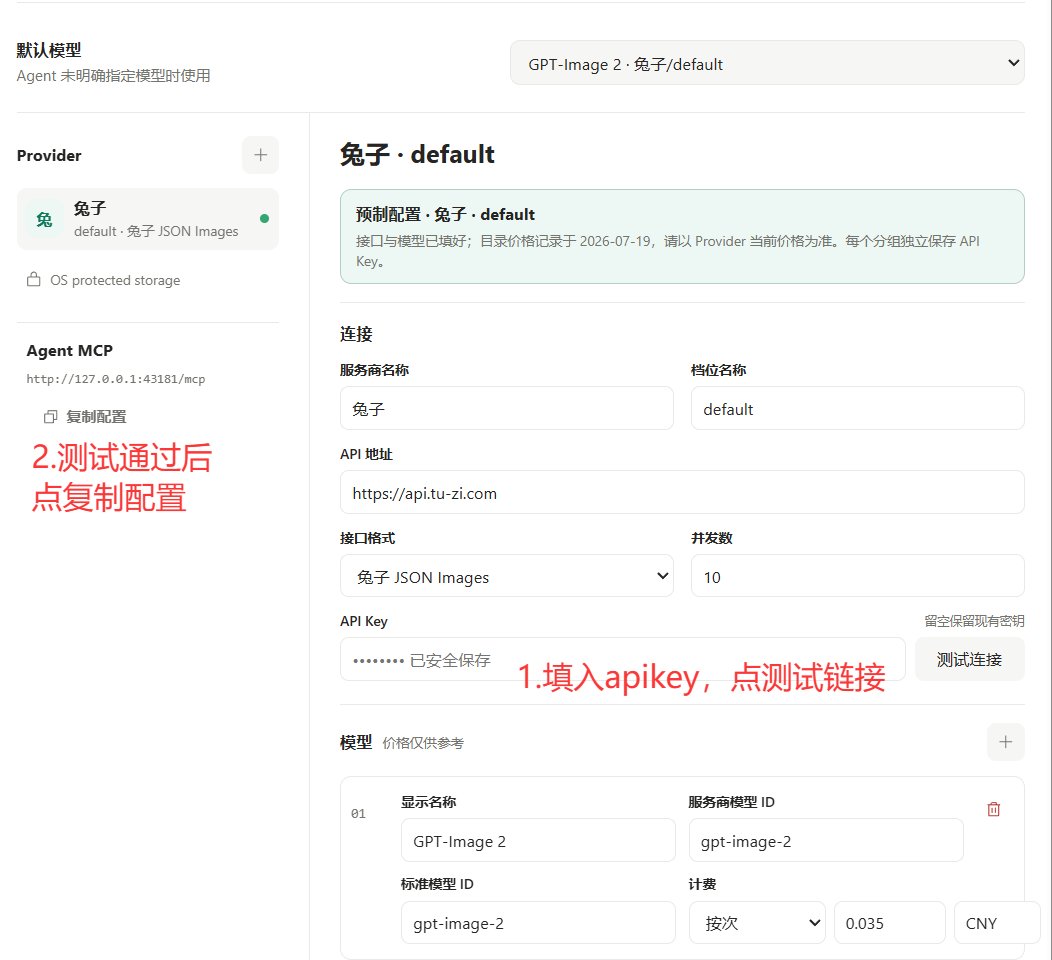 默认模型
Agent 未明确指定模型时使用
GPT-Image 2 · 兔子/default
Provider
兔
兔子
default · 兔子 JSON Images
OS protected storage
Agent MCP
http://127.0.0.1:43181/mcp
复制配置
2.测试通过后
点复制配置
兔子 · default
预制配置 · 兔子 · default
接口与模型已填好；目录价格记录于 2026-07-19，请以 Provider 当前价格为准。每个分组独立保存 API
Key。
连接
服务商名称
档位名称
兔子
default
API 地址
https://api.tu-zi.com
接口格式
并发数
兔子 JSON Images
10
API Key
留空保留现有密钥
•••••••• 已安全保存
测试连接
1.填入apikey，点测试链接
模型 价格仅供参考
01
显示名称
服务商模型 ID
GPT-Image 2
gpt-image-2
标准模型 ID
计费
gpt-image-2
按次
0.035
CNY